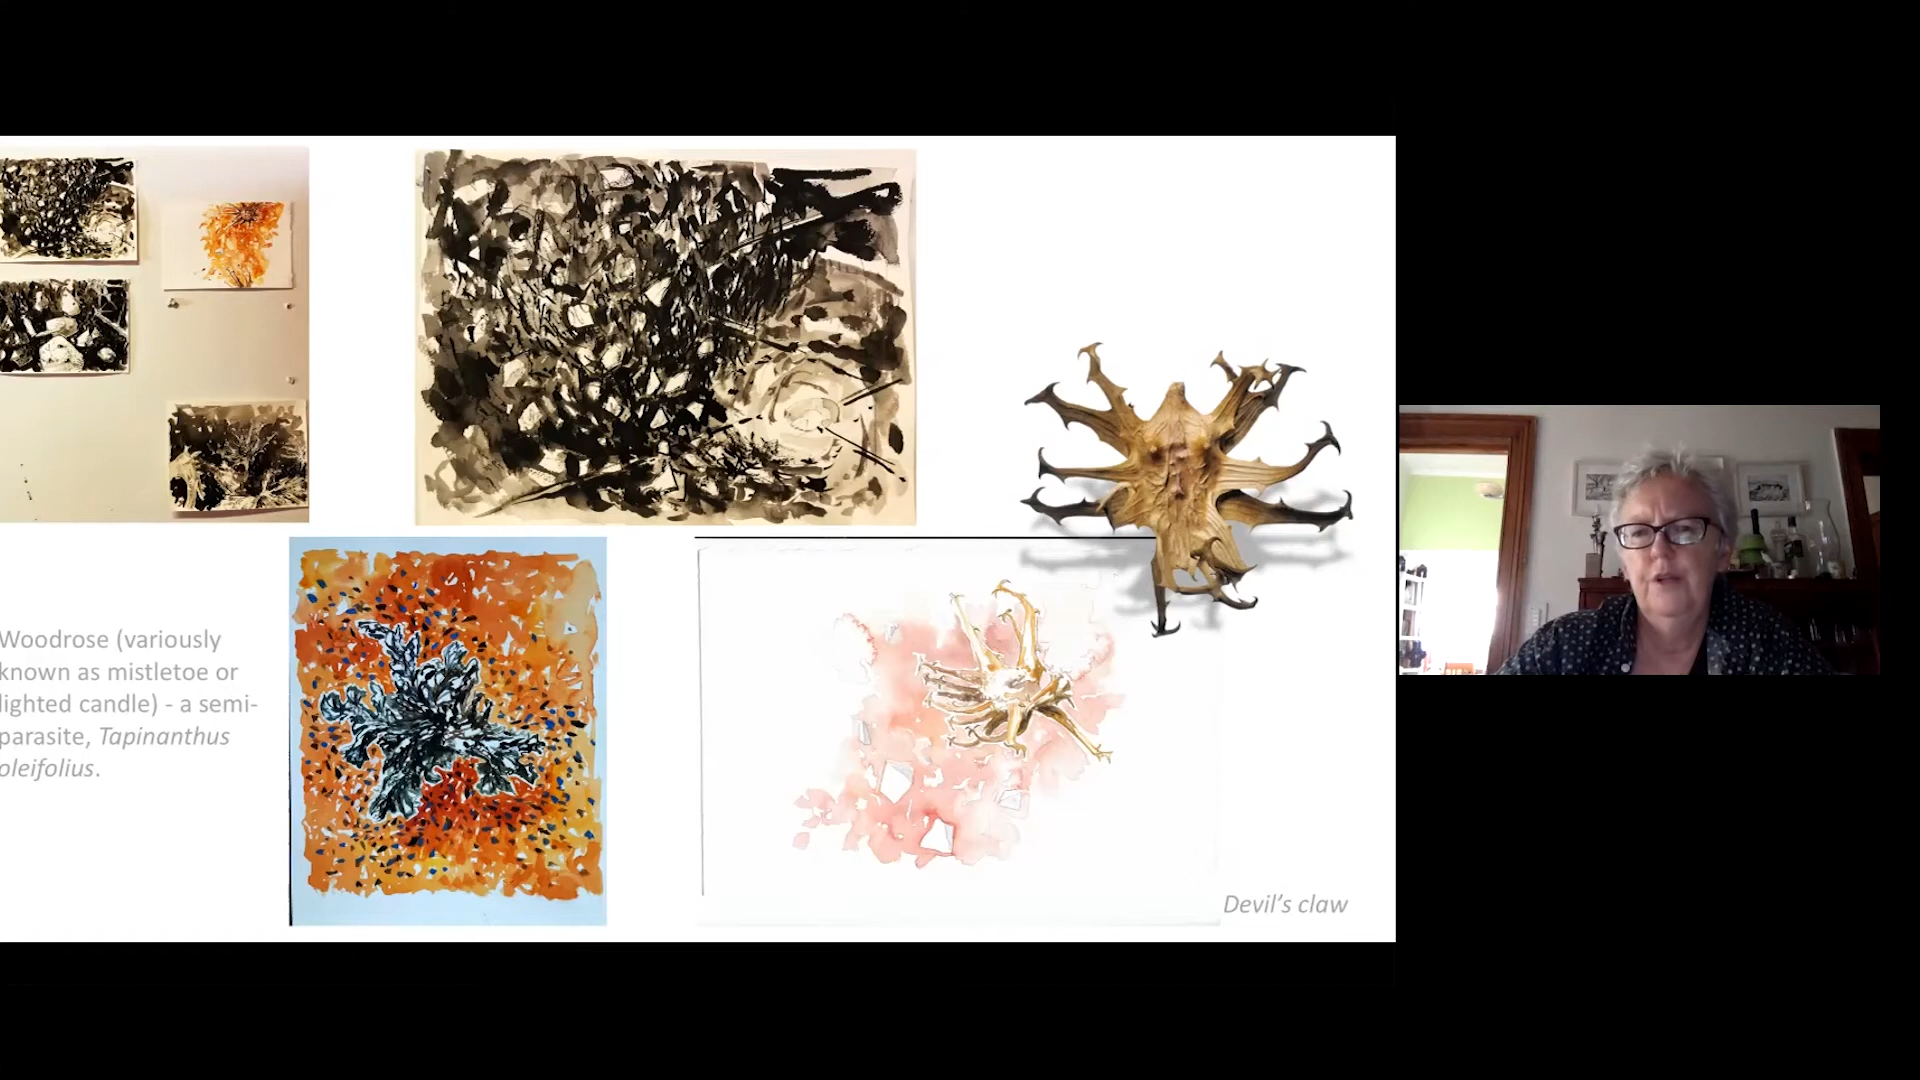 Woodrose (variously
known as mistletoe or
lighted candle) - a semi-
parasite, Tapinanthus
oleifolius.
Devil's claw